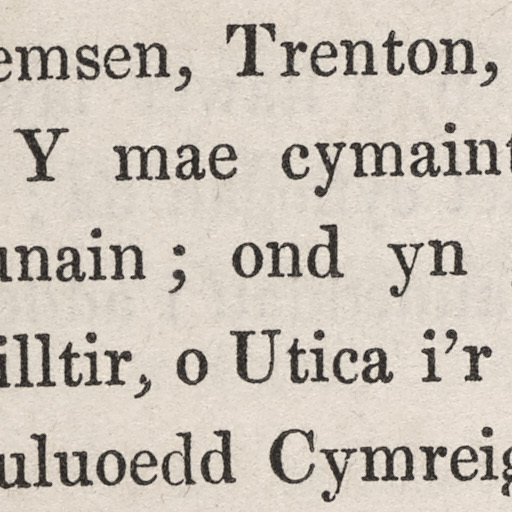 emsen, Trenton,
Y mae cymaint
unain ; ond yn
illtir, o Utica i'r
uluoedd Cymreig